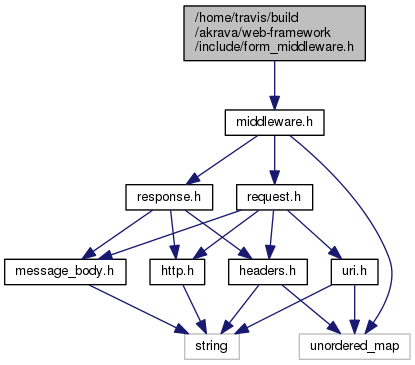 /home/travis/build
/akrava/web-framework
/include/form_middleware.h
middleware.h
response.h
request.h
message_body.h
http.h
headers.h
uri.h
string
unordered_map